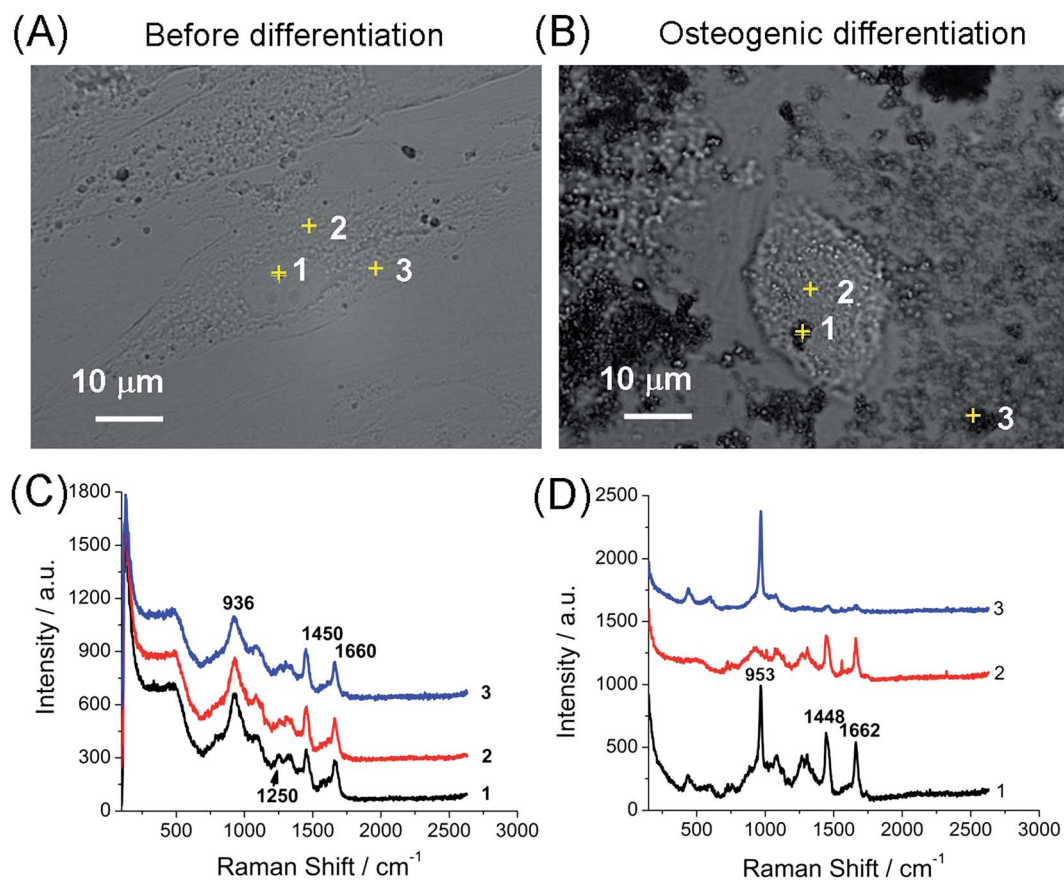 (A) Before differentiation
(B) Osteogenic differentiation
1
2
3
10 μm
1
2
3
10 μm
(C)
Intensity / a.u.
1800
1500
1200
900
600
300
0
936
1450
1660
1250
3
2
1
500 1000 1500 2000 2500 3000
Raman Shift / cm-1
(D)
Intensity / a.u.
2500
2000
1500
1000
500
0
953
1448
1662
3
2
1
500 1000 1500 2000 2500 3000
Raman Shift / cm-1